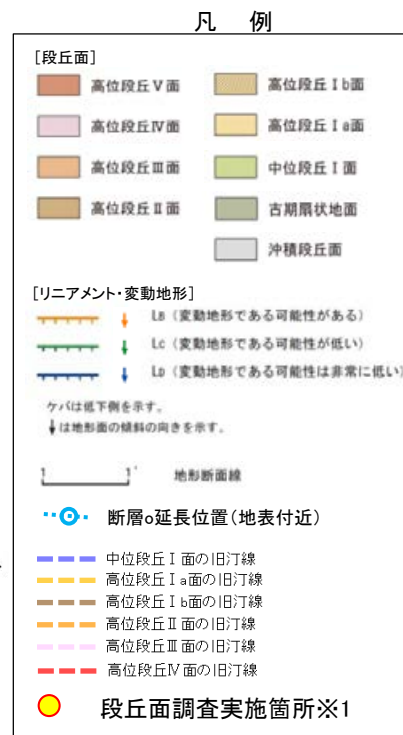 凡 例
[段丘面]
高位段丘Ⅴ面
高位段丘Ⅳ面
高位段丘Ⅲ面
高位段丘Ⅱ面
高位段丘Ⅰb面
高位段丘Ⅰa面
中位段丘Ⅰ面
古期扇状地面
沖積段丘面
[リニアメント・変動地形]
LB (変動地形である可能性がある)
LC (変動地形である可能性が低い)
LD (変動地形である可能性は非常に低い)
ケバは低下側を示す。
↓は地形面の傾斜の向きを示す。
1 1' 地形断面線
断層o延長位置(地表付近)
中位段丘Ⅰ面の旧汀線
高位段丘Ⅰa面の旧汀線
高位段丘Ⅰb面の旧汀線
高位段丘Ⅱ面の旧汀線
高位段丘Ⅲ面の旧汀線
高位段丘Ⅳ面の旧汀線
段丘面調査実施箇所※1